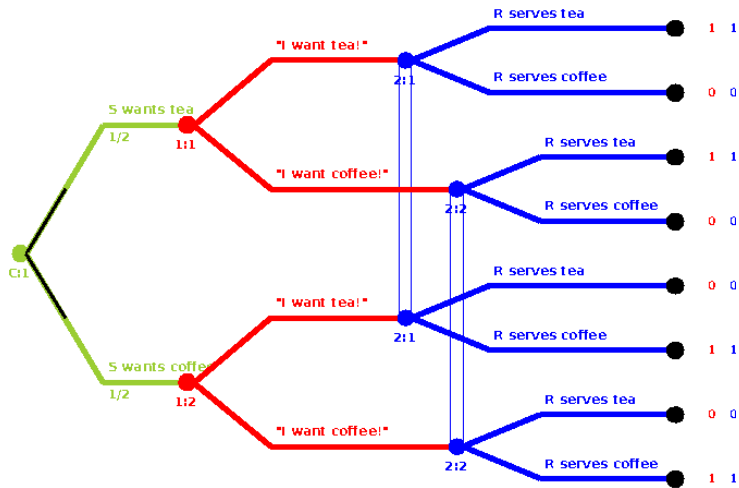 R serves tea
1 1
"I want tea!"
2:1
R serves coffee
0 0
S wants tea
1/2
1:1
R serves tea
1 1
"I want coffee!"
2:2
R serves coffee
0 0
C:1
R serves tea
0 0
"I want tea!"
2:1
R serves coffee
1 1
S wants coffee
1/2
1:2
R serves tea
0 0
"I want coffee!"
2:2
R serves coffee
1 1